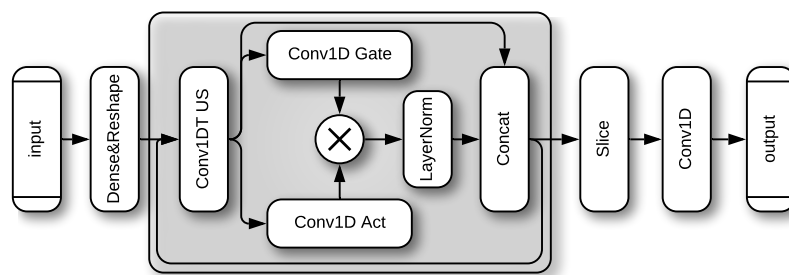 input
Dense&Reshape
Conv1DT US
Conv1D Gate
Conv1D Act
LayerNorm
Concat
Slice
Conv1D
output